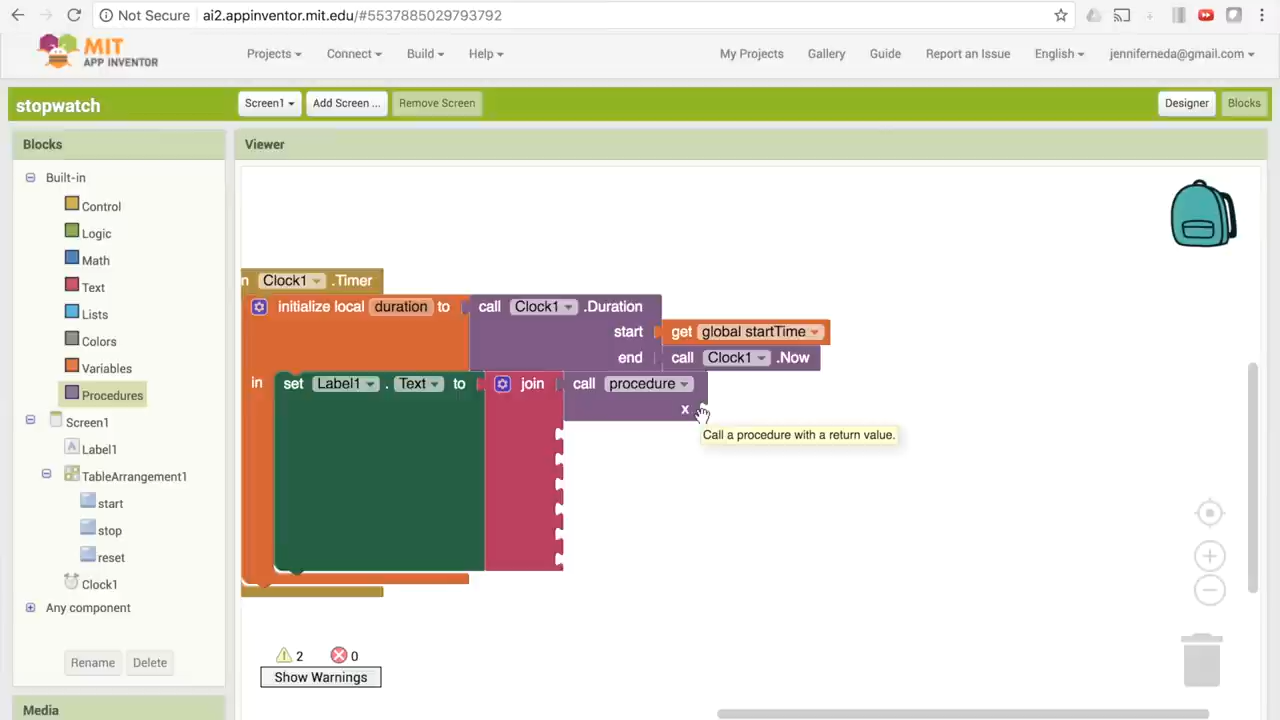 Not Secure ai2.appinventor.mit.edu/#5537885029793792
MIT
APP INVENTOR
Projects Connect Build Help My Projects Gallery Guide Report an Issue English jenniferneda@gmail.com
stopwatch Screen1 Add Screen ... Remove Screen Designer Blocks
Blocks Viewer
Built-in
Control
Logic
Math
Text
Lists
Colors
Variables
Procedures
Screen1
Label1
TableArrangement1
start
stop
reset
Clock1
Any component
Rename Delete
Media
n Clock1 .Timer
initialize local duration to call Clock1 .Duration
start get global startTime
end call Clock1 .Now
in set Label1 . Text to join call procedure
x
Call a procedure with a return value.
2 0
Show Warnings